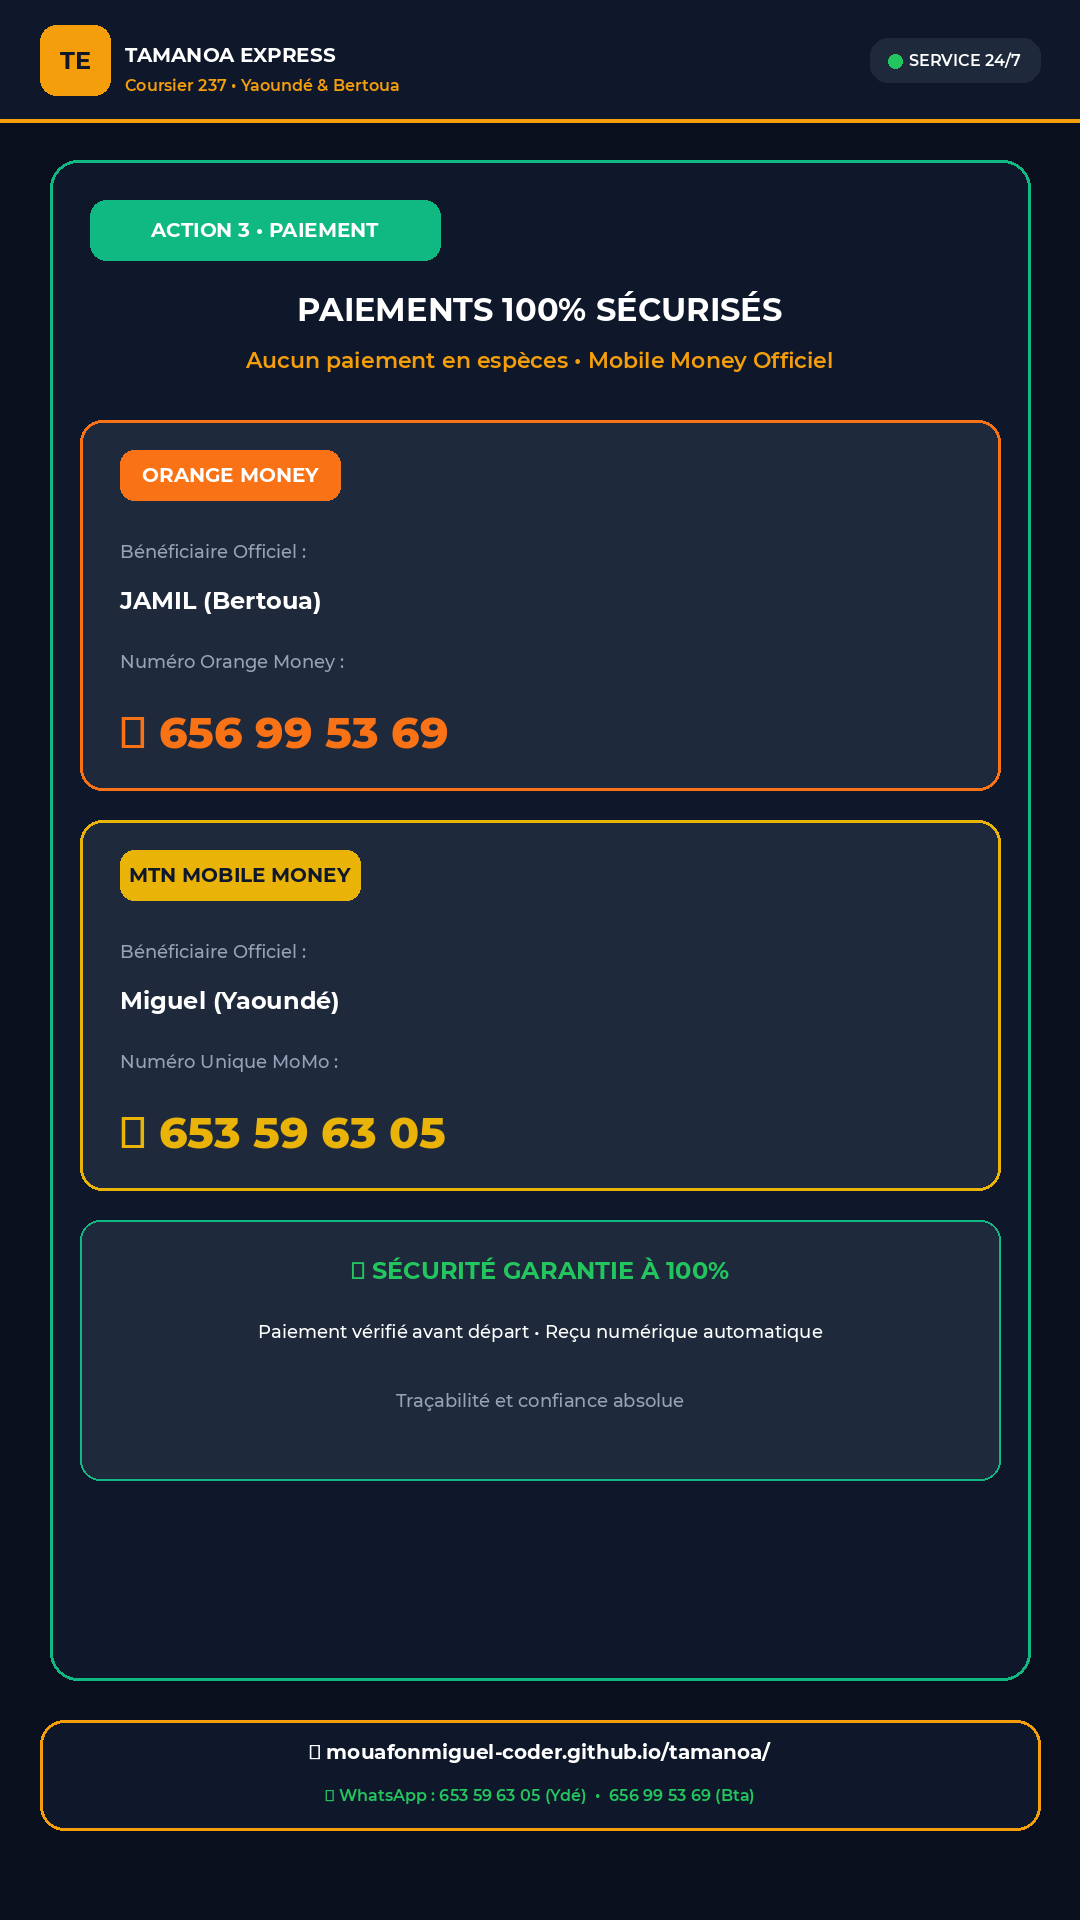 TE
TAMANOA EXPRESS
Coursier 237 • Yaoundé & Bertoua
SERVICE 24/7
ACTION 3 • PAIEMENT
PAIEMENTS 100% SÉCURISÉS
Aucun paiement en espèces • Mobile Money Officiel
ORANGE MONEY
Bénéficiaire Officiel :
JAMIL (Bertoua)
Numéro Orange Money :
656 99 53 69
MTN MOBILE MONEY
Bénéficiaire Officiel :
Miguel (Yaoundé)
Numéro Unique MoMo :
653 59 63 05
SÉCURITÉ GARANTIE À 100%
Paiement vérifié avant départ • Reçu numérique automatique
Traçabilité et confiance absolue
mouafonmiguel-coder.github.io/tamanoa/
WhatsApp : 653 59 63 05 (Ydé) • 656 99 53 69 (Bta)